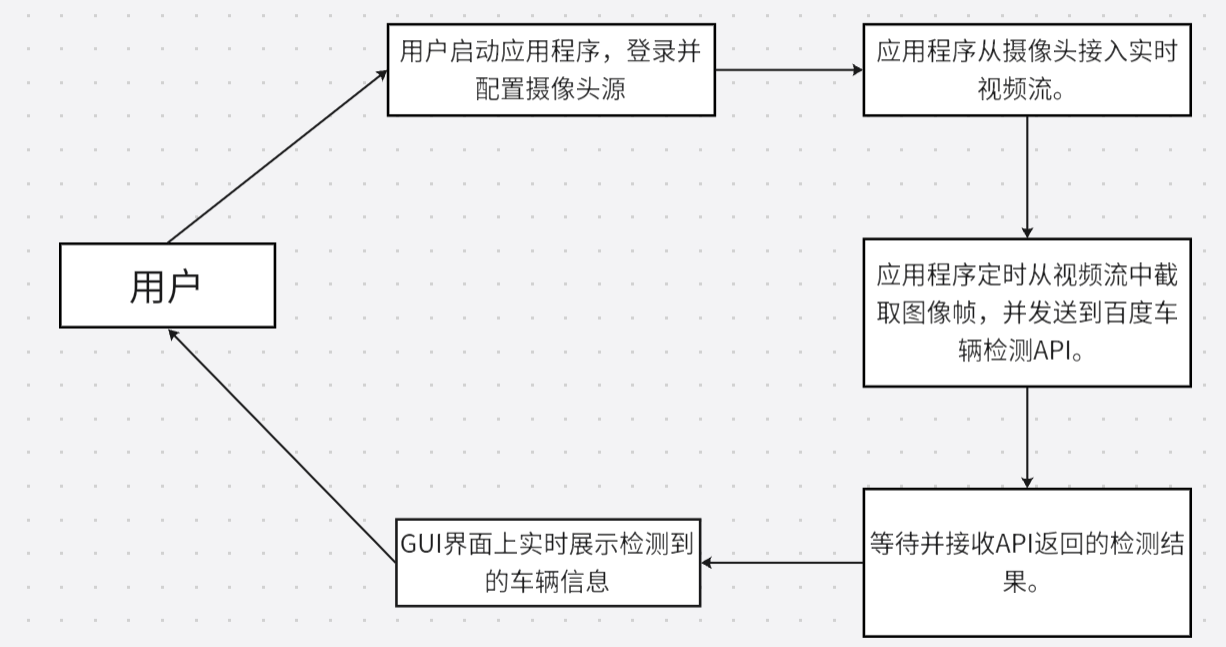 用户启动应用程序，登录并
配置摄像头源
应用程序从摄像头接入实时
视频流。
用户
应用程序定时从视频流中截
取图像帧，并发送到百度车
辆检测API。
等待并接收API返回的检测结
果。
GUI界面上实时展示检测到
的车辆信息